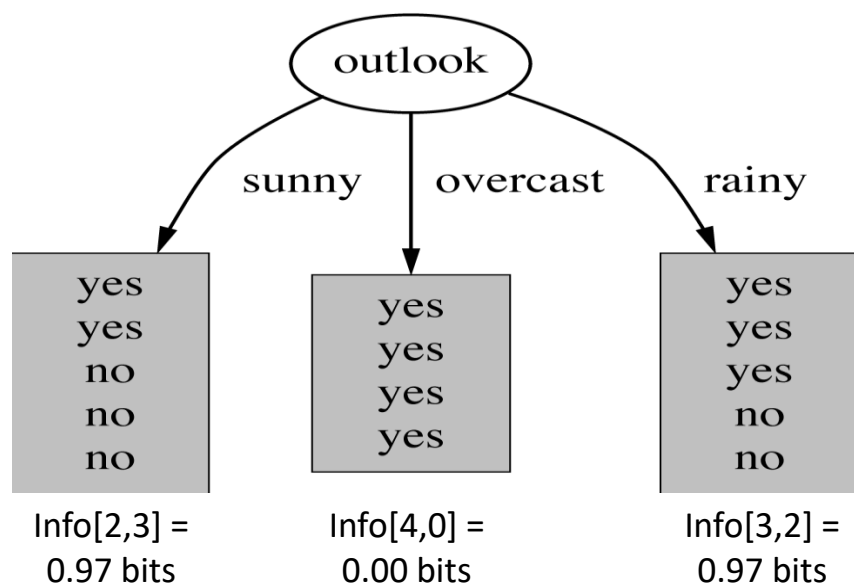 outlook
sunny
overcast
rainy
yes
yes
no
no
no
yes
yes
yes
yes
yes
yes
yes
no
no
Info[2,3] =
0.97 bits
Info[4,0] =
0.00 bits
Info[3,2] =
0.97 bits